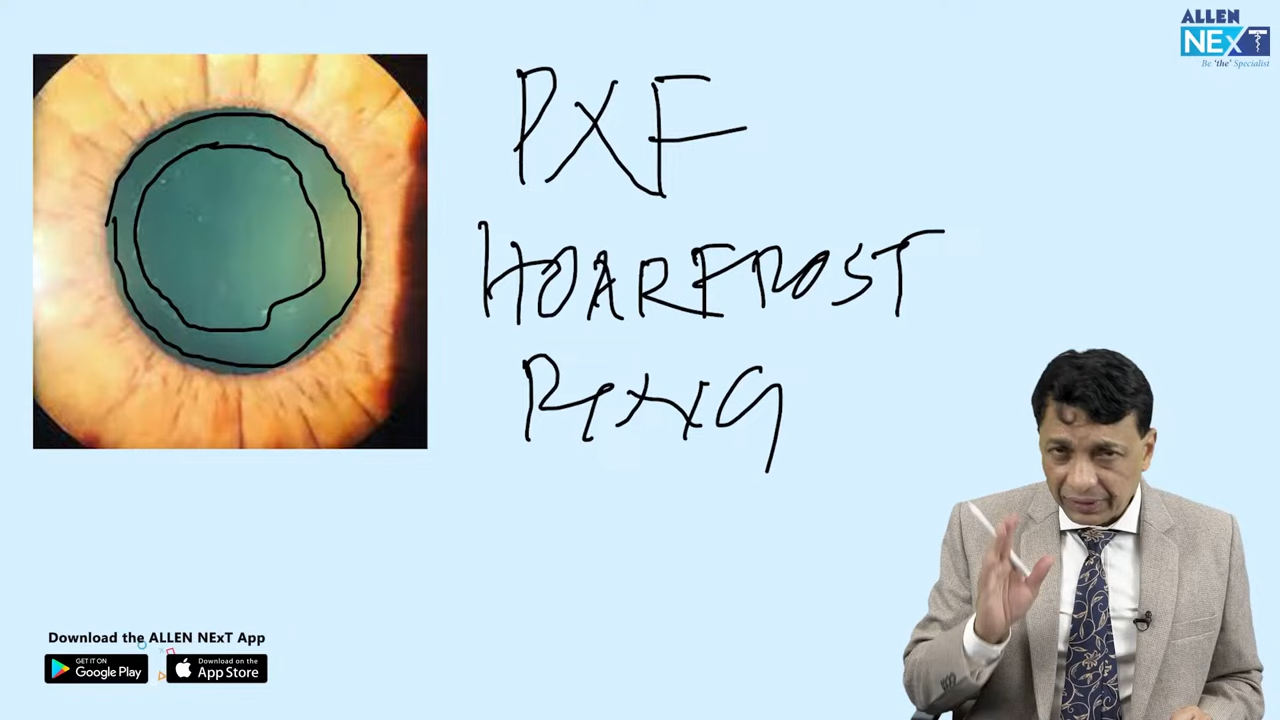 ALLEN
NEXT
Be 'the' Specialist
PXF
HOARFROST
RING
Download the ALLEN NExT App
GET IT ON
Google Play
Download on the
App Store